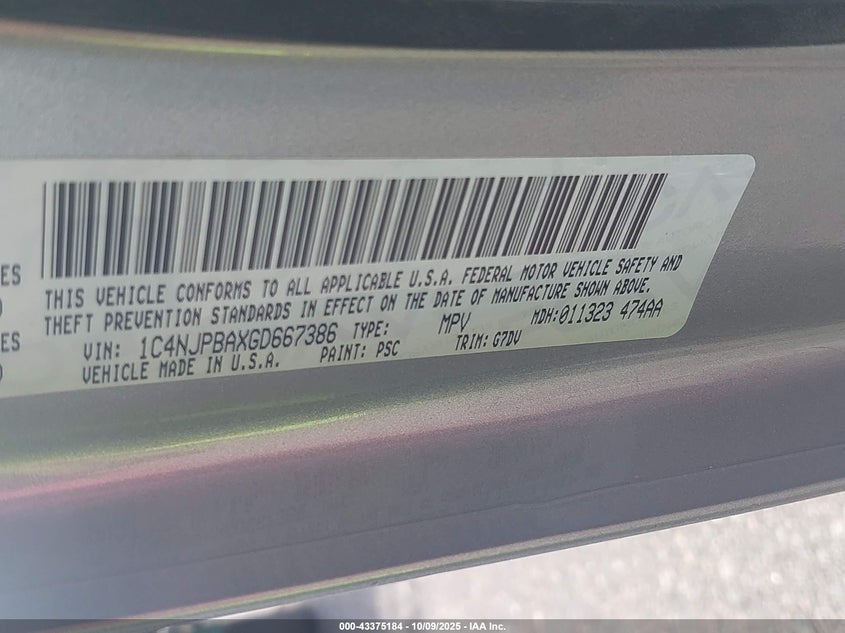 ES
THIS VEHICLE CONFORMS TO ALL APPLICABLE U.S.A. FEDERAL MOTOR VEHICLE SAFETY AND
THEFT PREVENTION STANDARDS IN EFFECT ON THE DATE OF MANUFACTURE SHOWN ABOVE.
ES
VIN: 1C4NJPBAXGD667386 TYPE: MPV MDH:011323 474AA
VEHICLE MADE IN U.S.A. PAINT: PSC TRIM: G7DV
000-43375184 | 10/09/2025 - IAA Inc.